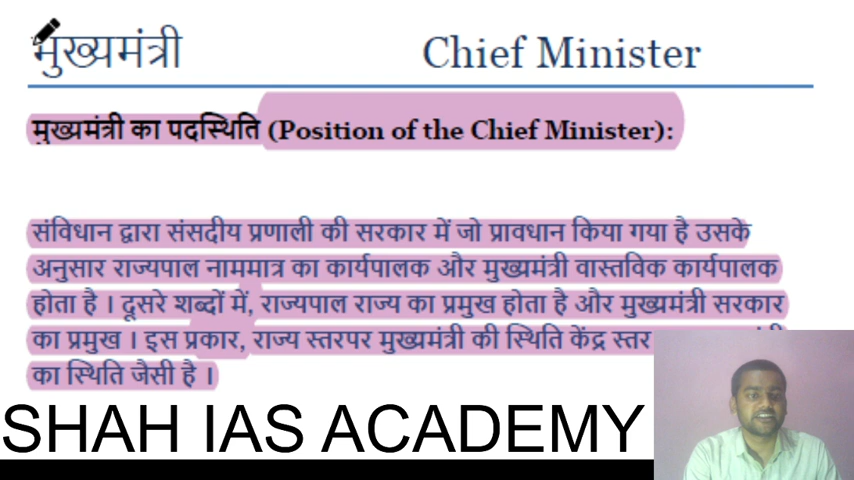 मुख्यमंत्री Chief Minister
मुख्यमंत्री का पदस्थिति (Position of the Chief Minister):
संविधान द्वारा संसदीय प्रणाली की सरकार में जो प्रावधान किया गया है उसके
अनुसार राज्यपाल नाममात्र का कार्यपालक और मुख्यमंत्री वास्तविक कार्यपालक
होता है । दूसरे शब्दों में, राज्यपाल राज्य का प्रमुख होता है और मुख्यमंत्री सरकार
का प्रमुख । इस प्रकार, राज्य स्तरपर मुख्यमंत्री की स्थिति केंद्र स्तर
का स्थिति जैसी है ।
SHAH IAS ACADEMY